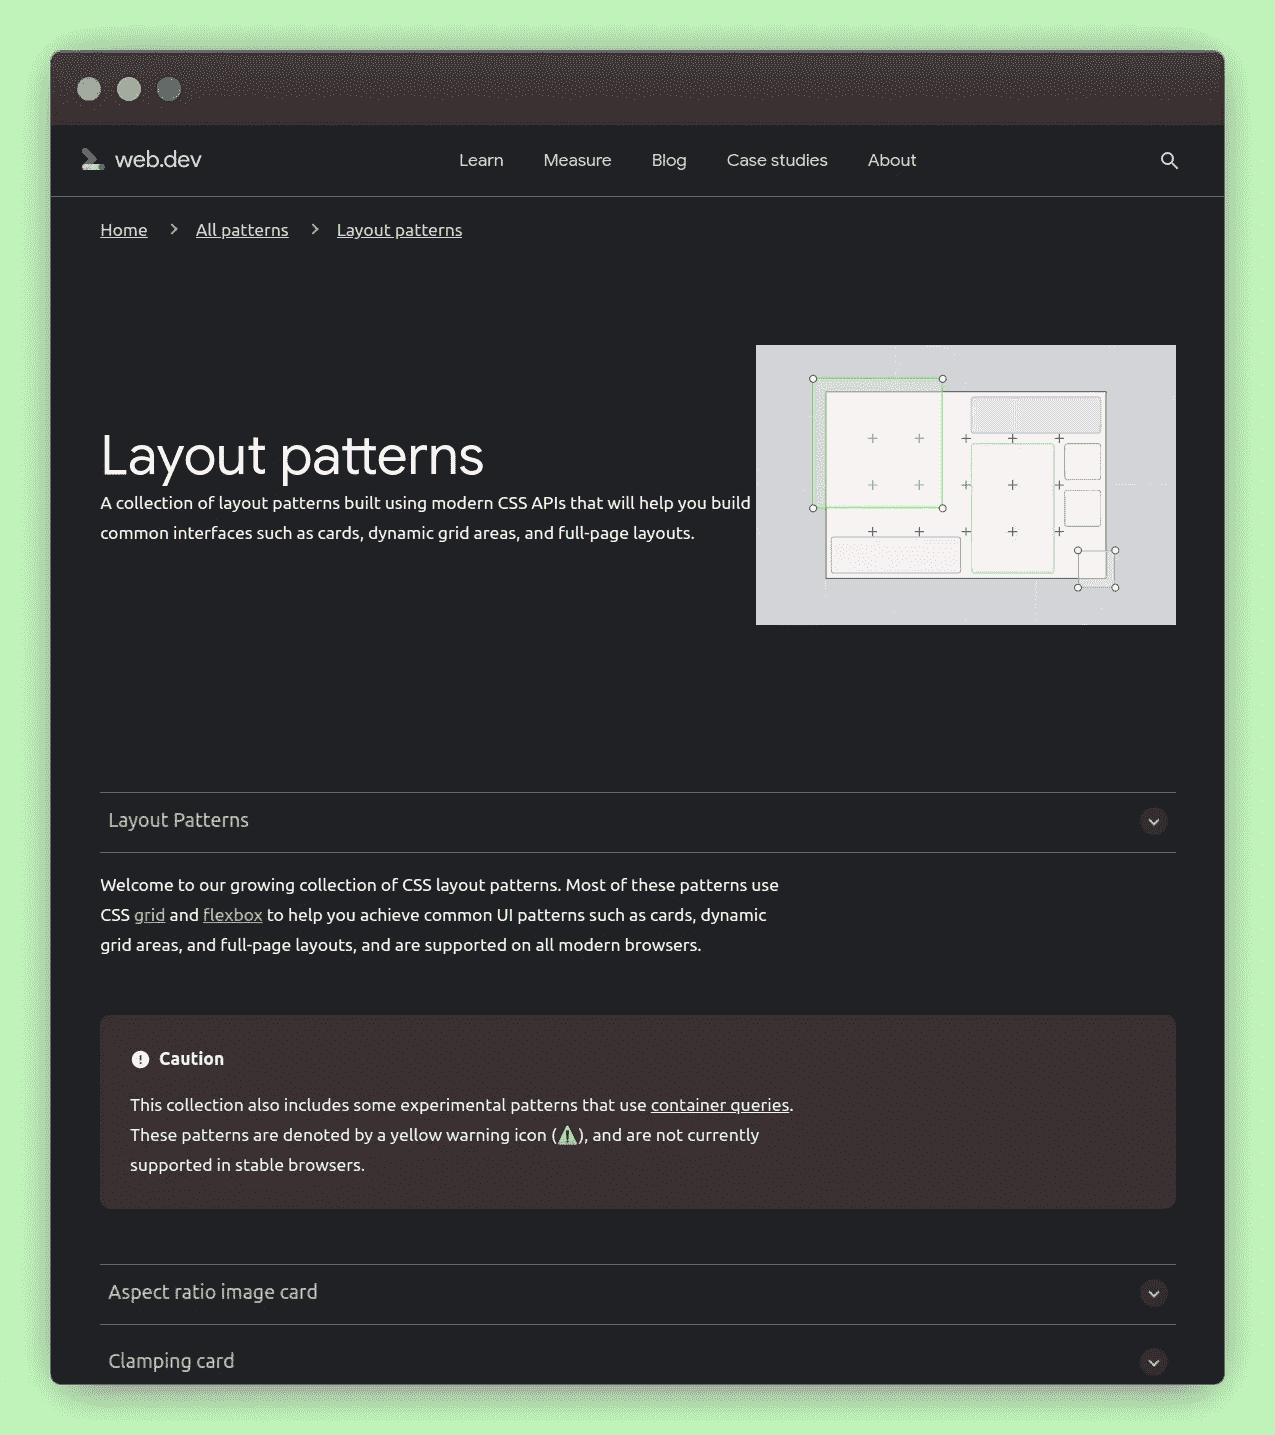 web.dev
Learn
Measure
Blog
Case studies
About
Home
All patterns
Layout patterns
Layout patterns
A collection of layout patterns built using modern CSS APIs that will help you build
common interfaces such as cards, dynamic grid areas, and full-page layouts.
Layout Patterns
Welcome to our growing collection of CSS layout patterns. Most of these patterns use
CSS grid and flexbox to help you achieve common UI patterns such as cards, dynamic
grid areas, and full-page layouts, and are supported on all modern browsers.
Caution
This collection also includes some experimental patterns that use container queries.
These patterns are denoted by a yellow warning icon (⚠), and are not currently
supported in stable browsers.
Aspect ratio image card
Clamping card